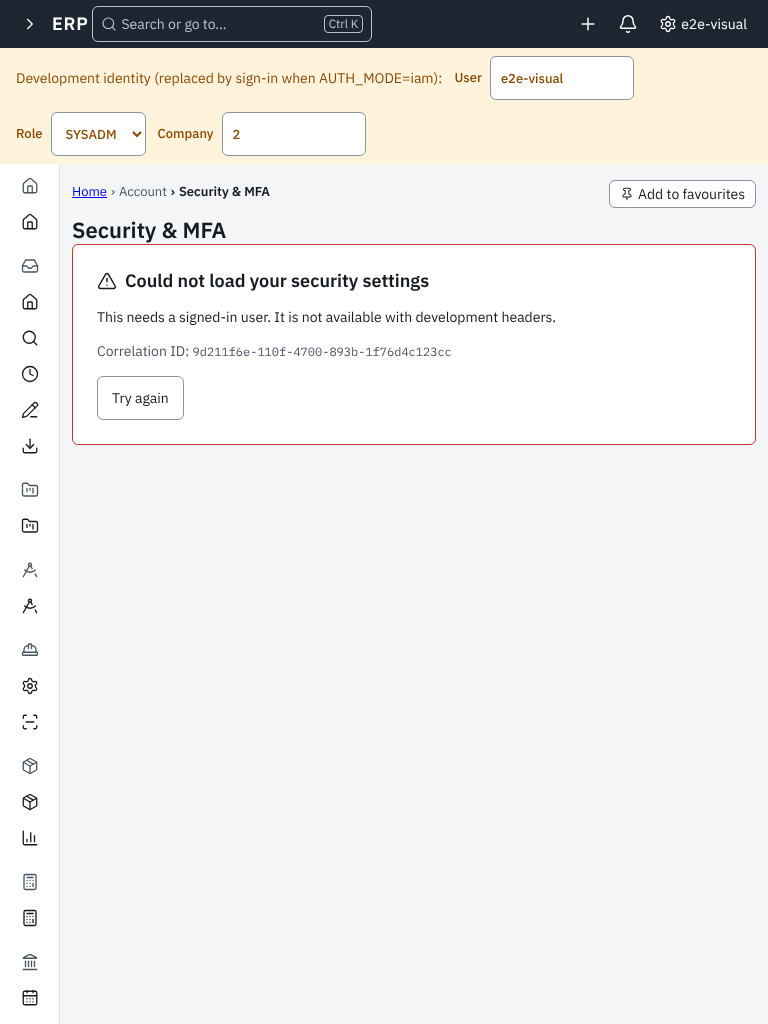 ERP
Search or go to...
Ctrl K
e2e-visual
Development identity (replaced by sign-in when AUTH_MODE=iam): User e2e-visual
Role SYSADM Company 2
Home › Account › Security & MFA
Add to favourites
Security & MFA
Could not load your security settings
This needs a signed-in user. It is not available with development headers.
Correlation ID: 9d211f6e-110f-4700-893b-1f76d4c123cc
Try again